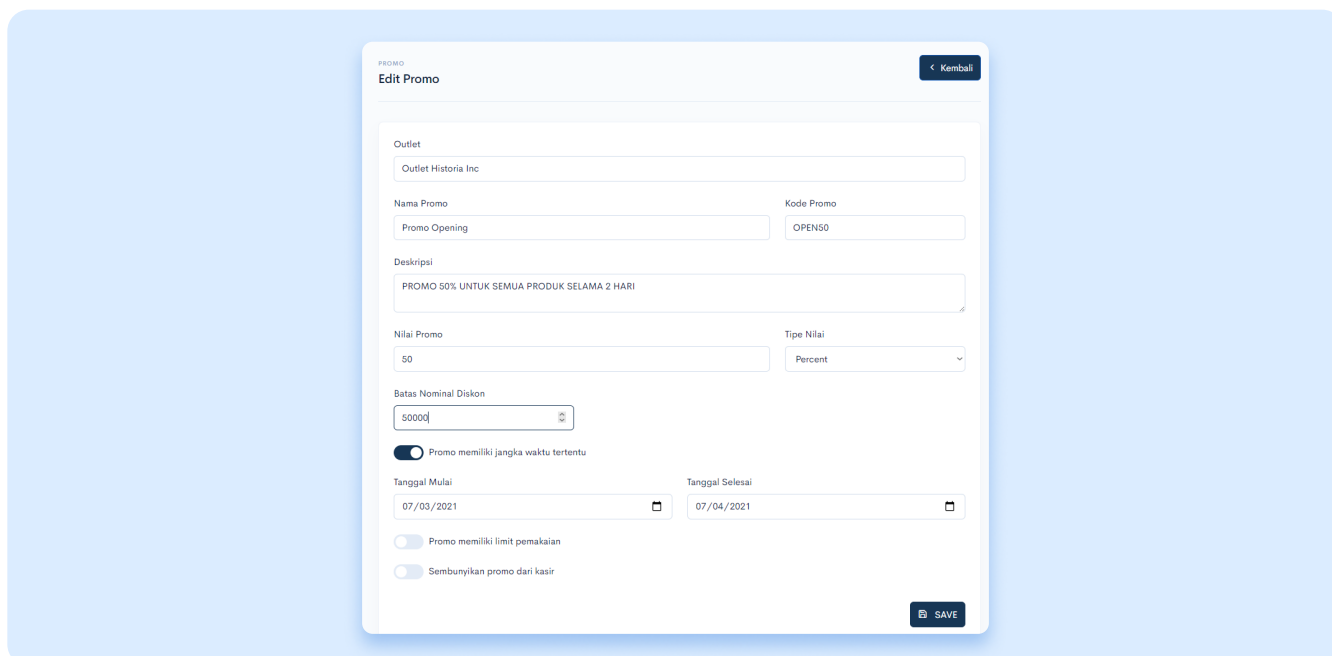 PROMO
Edit Promo
Kembali
Outlet
Outlet Historia Inc
Nama Promo
Kode Promo
Promo Opening
OPEN50
Deskripsi
PROMO 50% UNTUK SEMUA PRODUK SELAMA 2 HARI
Nilai Promo
Tipe Nilai
50
Percent
Batas Nominal Diskon
50000
Promo memiliki jangka waktu tertentu
Tanggal Mulai
Tanggal Selesai
07/03/2021
07/04/2021
Promo memiliki limit pemakaian
Sembunyikan promo dari kasir
SAVE